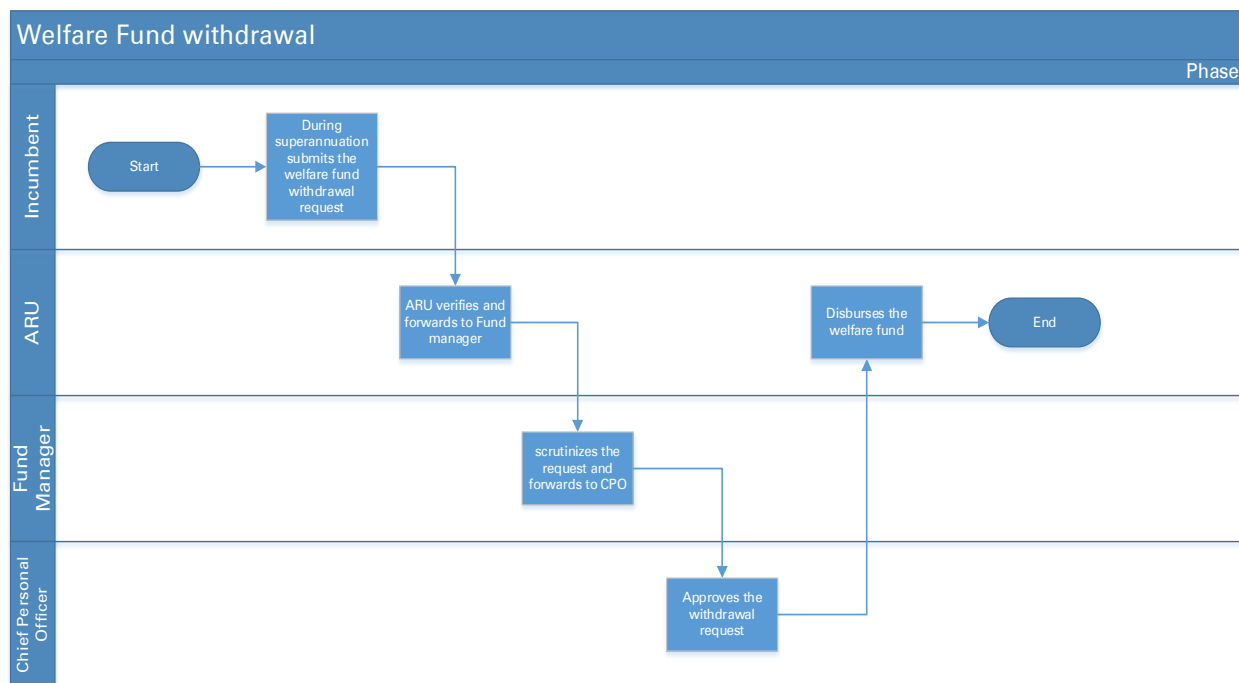 Welfare Fund withdrawal
Phase
Incumbent
Start
During
superannuation
submits the
welfare fund
withdrawal
request
ARU
ARU verifies and
forwards to Fund
manager
Disburses the
welfare fund
End
Fund
Manager
scrutinizes the
request and
forwards to CPO
Chief Personal
Officer
Approves the
withdrawal
request